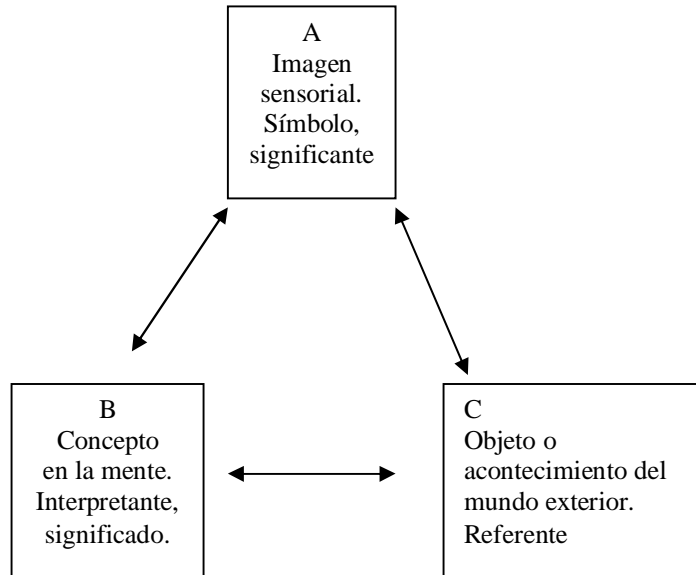 A
Imagen
sensorial.
Símbolo,
significante
B
Concepto
en la mente.
Interpretante,
significado.
C
Objeto o
acontecimiento del
mundo exterior.
Referente